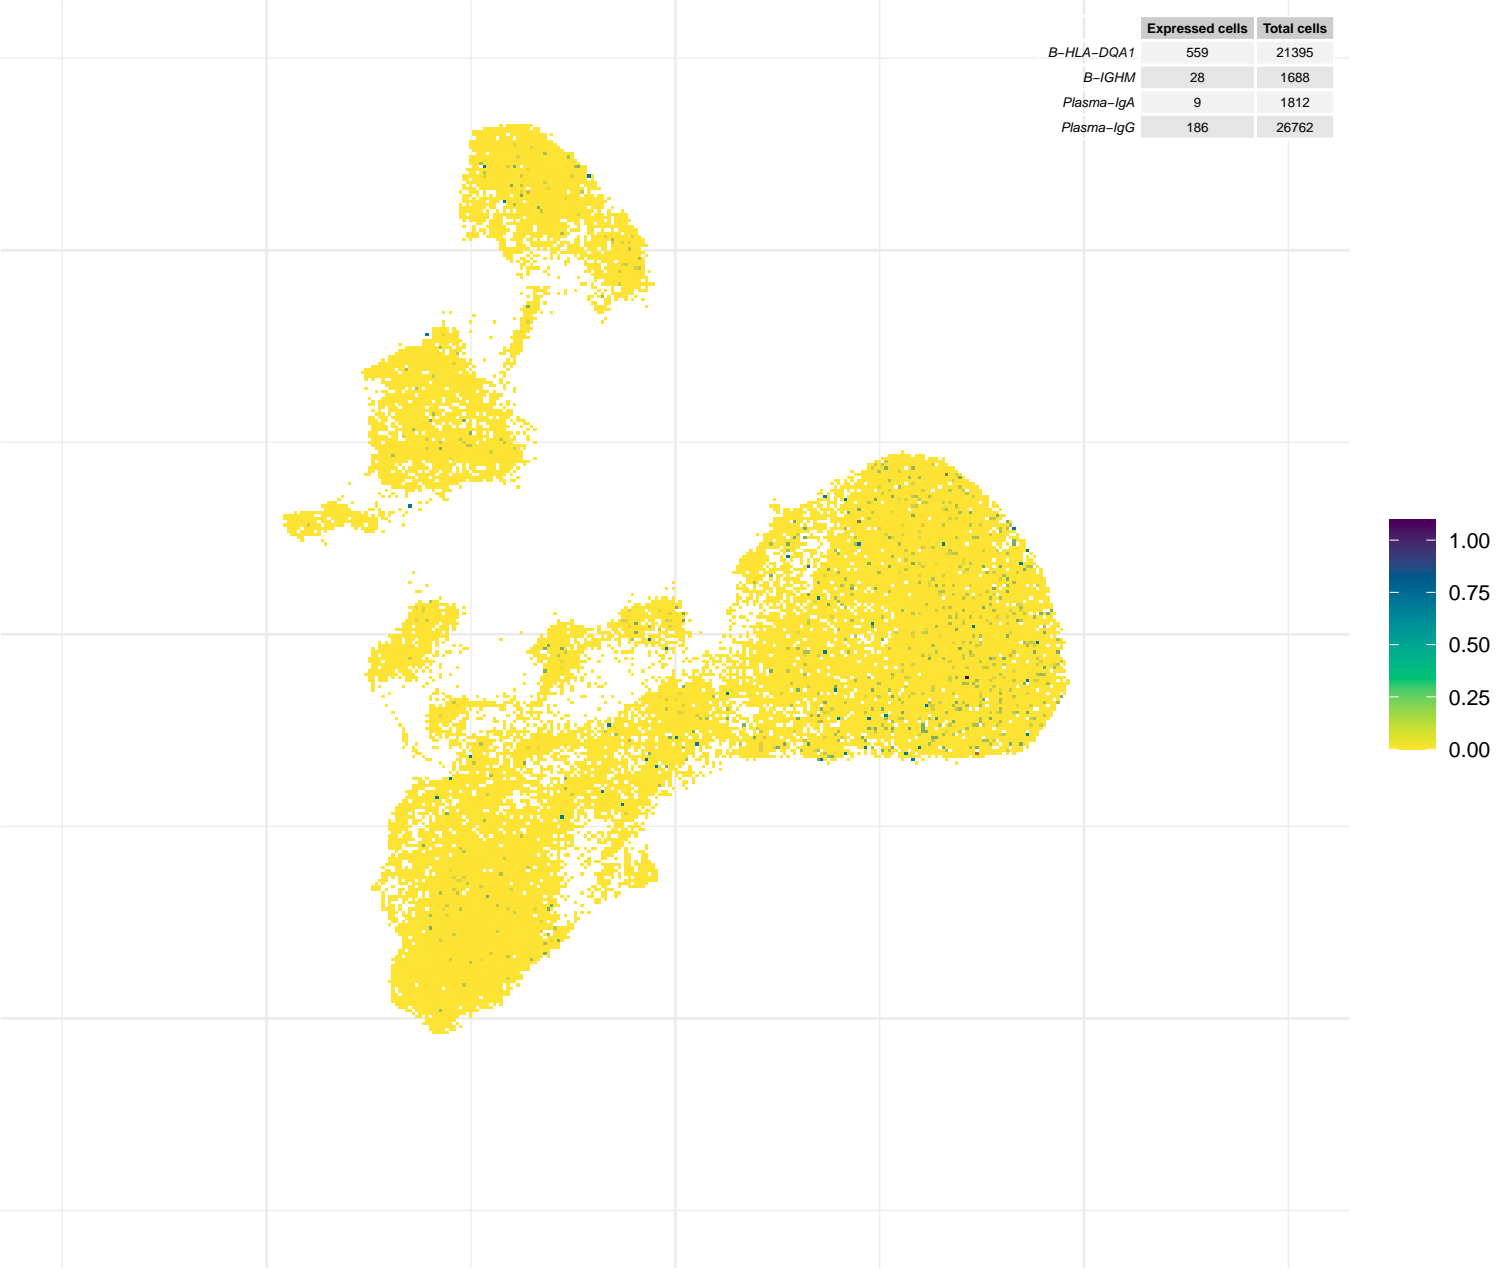 Expressed cells Total cells
B−HLA−DQA1 559 21395
B−IGHM 28 1688
Plasma−IgA 9 1812
Plasma−IgG 186 26762
1.00
0.75
0.50
0.25
0.00